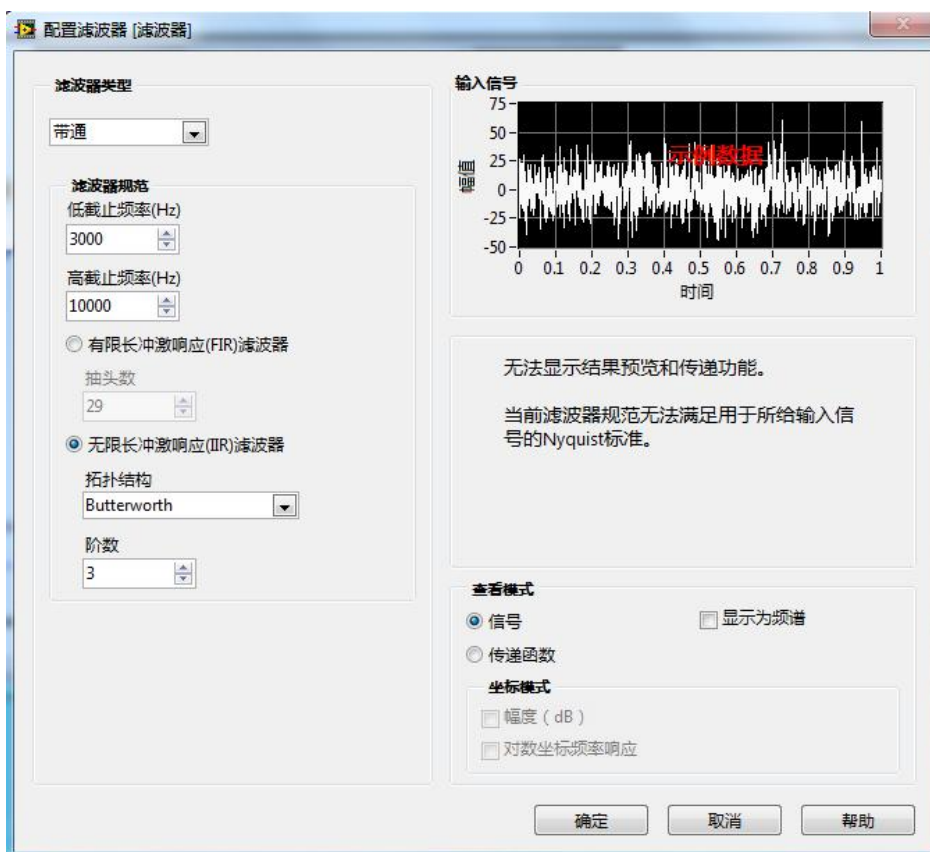 配置滤波器 [滤波器]
滤波器类型
带通
滤波器规范
低截止频率(Hz)
3000
高截止频率(Hz)
10000
有限长冲激响应(FIR)滤波器
抽头数
29
无限长冲激响应(IIR)滤波器
拓扑结构
Butterworth
阶数
3
输入信号
75
50
25
0
-25
-50
幅值
示例数据
0 0.1 0.2 0.3 0.4 0.5 0.6 0.7 0.8 0.9 1
时间
无法显示结果预览和传递功能。
当前滤波器规范无法满足用于所给输入信
号的Nyquist标准。
查看模式
信号
显示为频谱
传递函数
坐标模式
幅度（dB）
对数坐标频率响应
确定
取消
帮助